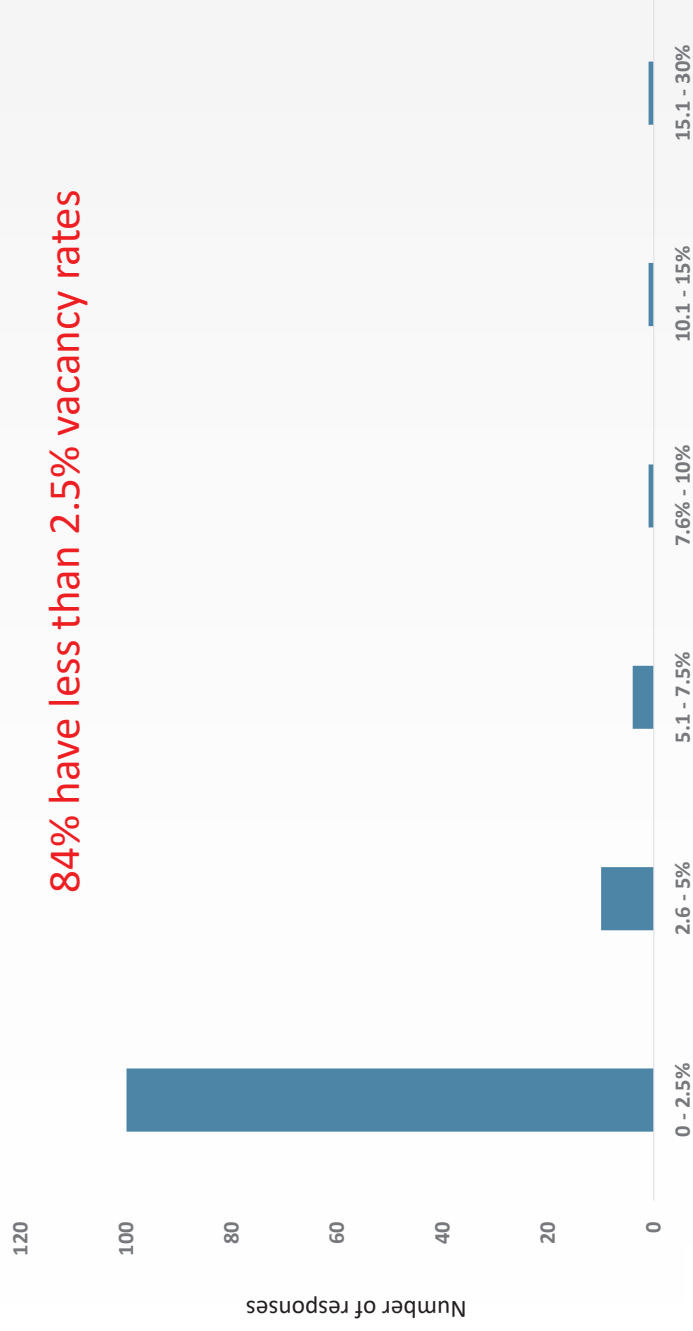 84% have less than 2.5% vacancy rates
Number of responses
120
100
80
60
40
20
0
0 - 2.5%
2.6 - 5%
5.1 - 7.5%
7.6% - 10%
10.1 - 15%
15.1 - 30%